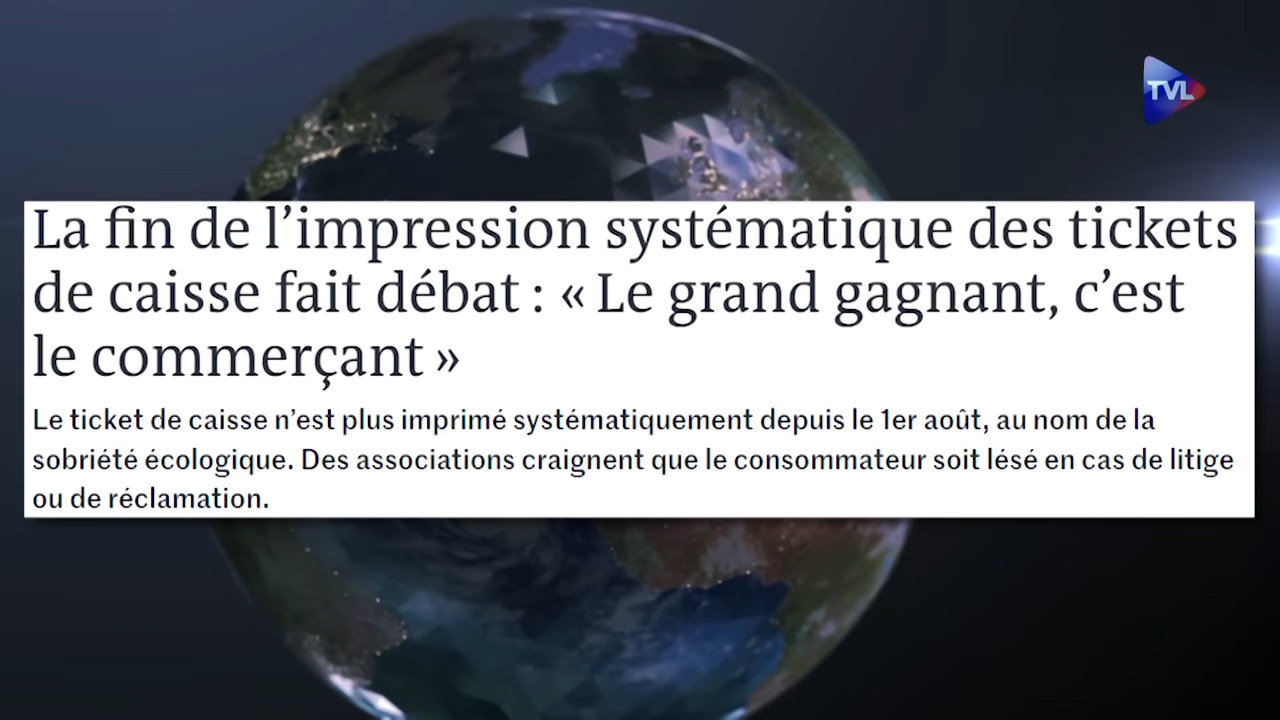 TVL
La fin de l’impression systématique des tickets
de caisse fait débat : « Le grand gagnant, c’est
le commerçant »
Le ticket de caisse n’est plus imprimé systématiquement depuis le 1er août, au nom de la
sobriété écologique. Des associations craignent que le consommateur soit lésé en cas de litige
ou de réclamation.